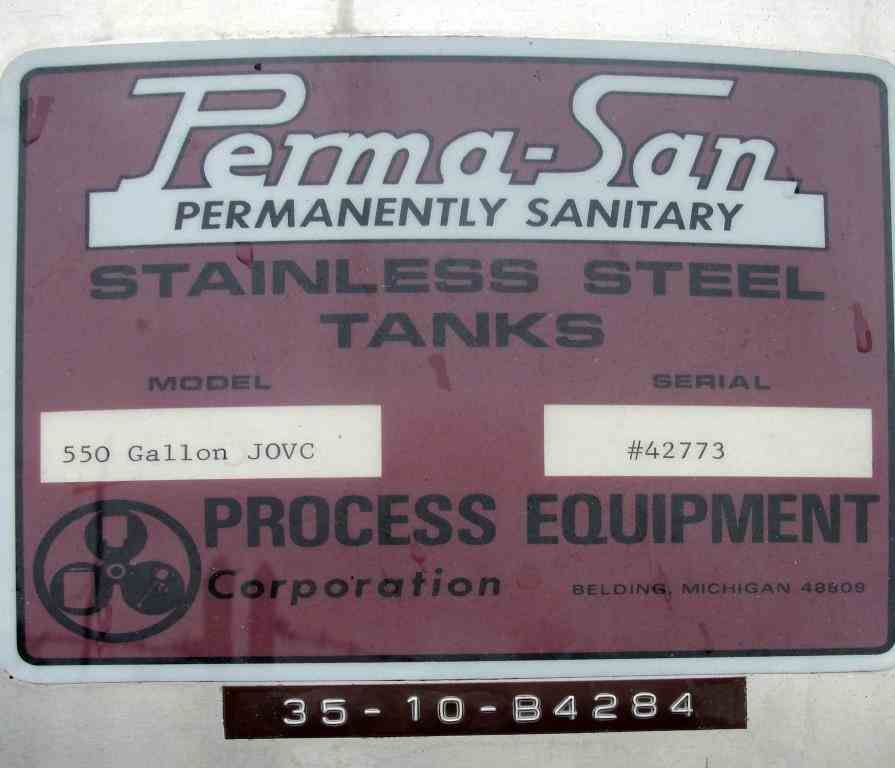 Perma-San
PERMANENTLY SANITARY
STAINLESS STEEL
TANKS
MODEL SERIAL
550 Gallon JOVC #42773
PROCESS EQUIPMENT
Corporation BELDING, MICHIGAN 48809
35-10-B4284